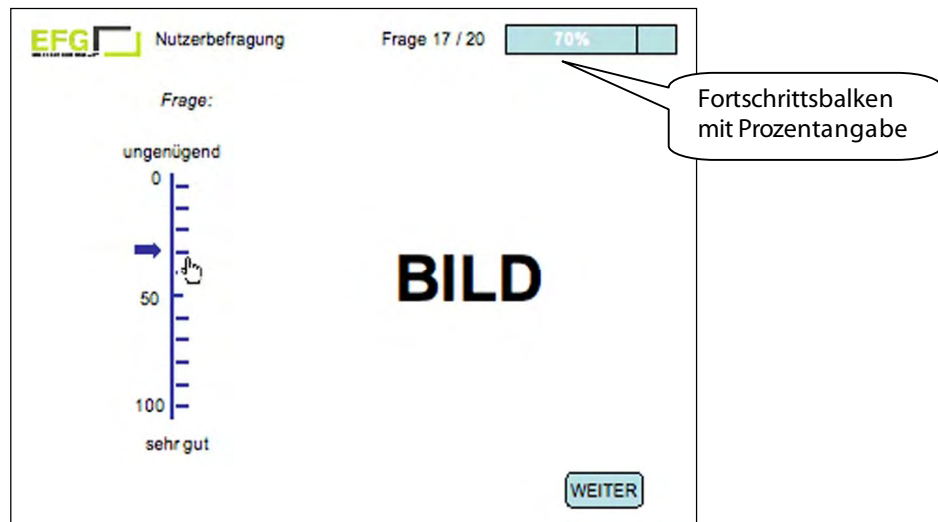 EFG Nutzerbefragung Frage 17 / 20 70%
Fortschrittsbalken
mit Prozentangabe
Frage:
ungenügend
0
50
100
sehr gut
BILD
WEITER